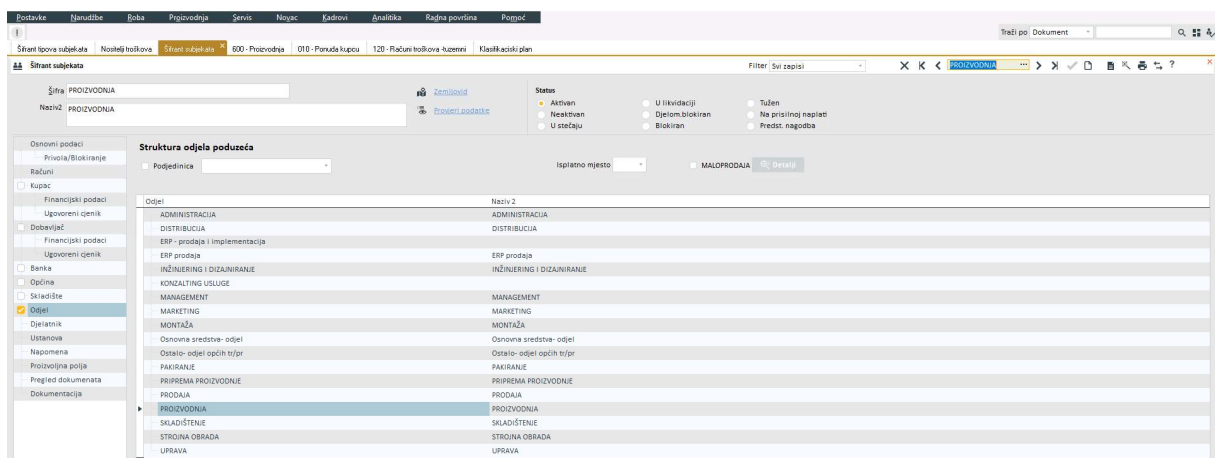 Postavke Narudžbe Roba Proizvodnja Servis Novac Kadrovi Analitika Radna površina Pomoć
Traži po Dokument
Šifrant tipova subjekata Nositelji troškova Šifrant subjekata × 600 - Proizvodnja 010 - Ponuda kupcu 120 - Računi troškova -tuzemni Klasifikacijski plan
Šifrant subjekata Filter Svi zapisi PROIZVODNJA ... ?
Šifra PROIZVODNJA Zemljovid Status
Aktivan U likvidaciji Tužen
Naziv2 PROIZVODNJA Provjeri podatke Neaktivan Djelom.blokiran Na prisilnoj naplati
U stečaju Blokiran Predst. nagodba
Osnovni podaci
Privola/Blokiranje
Računi
Kupac
Financijski podaci
Ugovoreni cjenik
Dobavljač
Financijski podaci
Ugovoreni cjenik
Banka
Općina
Skladište
Odjel
Djelatnik
Ustanova
Napomena
Proizvoljna polja
Pregled dokumenata
Dokumentacija
Struktura odjela poduzeća
Podjedinica Isplatno mjesto MALOPRODAJA Detalji
Odjel Naziv 2
ADMINISTRACIJA ADMINISTRACIJA
DISTRIBUCIJA DISTRIBUCIJA
ERP - prodaja i implementacija
ERP prodaja ERP prodaja
INŽINJERING I DIZAJNIRANJE INŽINJERING I DIZAJNIRANJE
KONZALTING USLUGE
MANAGEMENT MANAGEMENT
MARKETING MARKETING
MONTAŽA MONTAŽA
Osnovna sredstva- odjel Osnovna sredstva- odjel
Ostalo- odjel općih tr/pr Ostalo- odjel općih tr/pr
PAKIRANJE PAKIRANJE
PRIPREMA PROIZVODNJE PRIPREMA PROIZVODNJE
PRODAJA PRODAJA
PROIZVODNJA PROIZVODNJA
SKLADIŠTENJE SKLADIŠTENJE
STROJNA OBRADA STROJNA OBRADA
UPRAVA UPRAVA